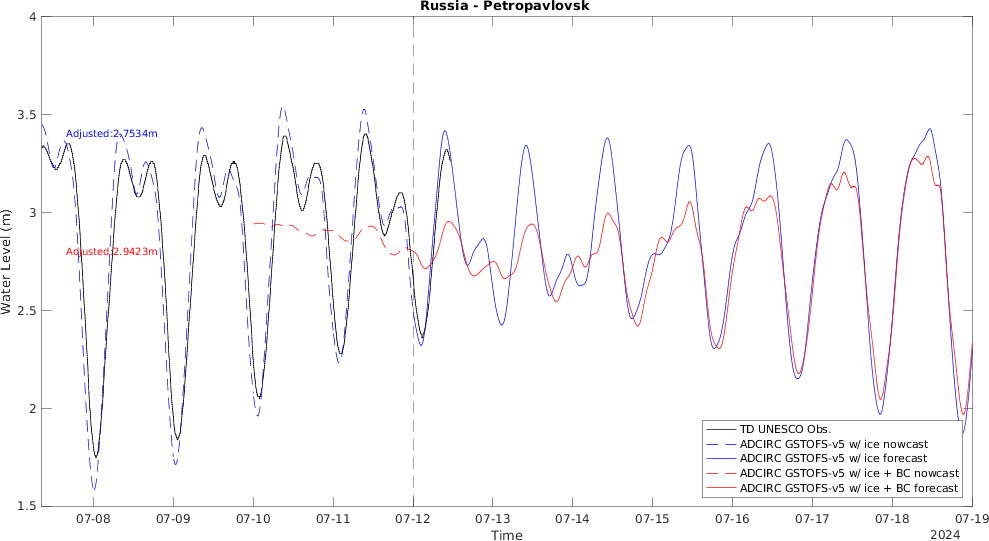 Russia - Petropavlovsk
4
3.5
3
2.5
2
1.5
Water Level (m)
Adjusted:2.7534m
Adjusted:2.9423m
TD UNESCO Obs.
ADCIRC GSTOFS-v5 w/ ice nowcast
ADCIRC GSTOFS-v5 w/ ice forecast
ADCIRC GSTOFS-v5 w/ ice + BC nowcast
ADCIRC GSTOFS-v5 w/ ice + BC forecast
07-08 07-09 07-10 07-11 07-12 07-13 07-14 07-15 07-16 07-17 07-18 07-19
Time
2024